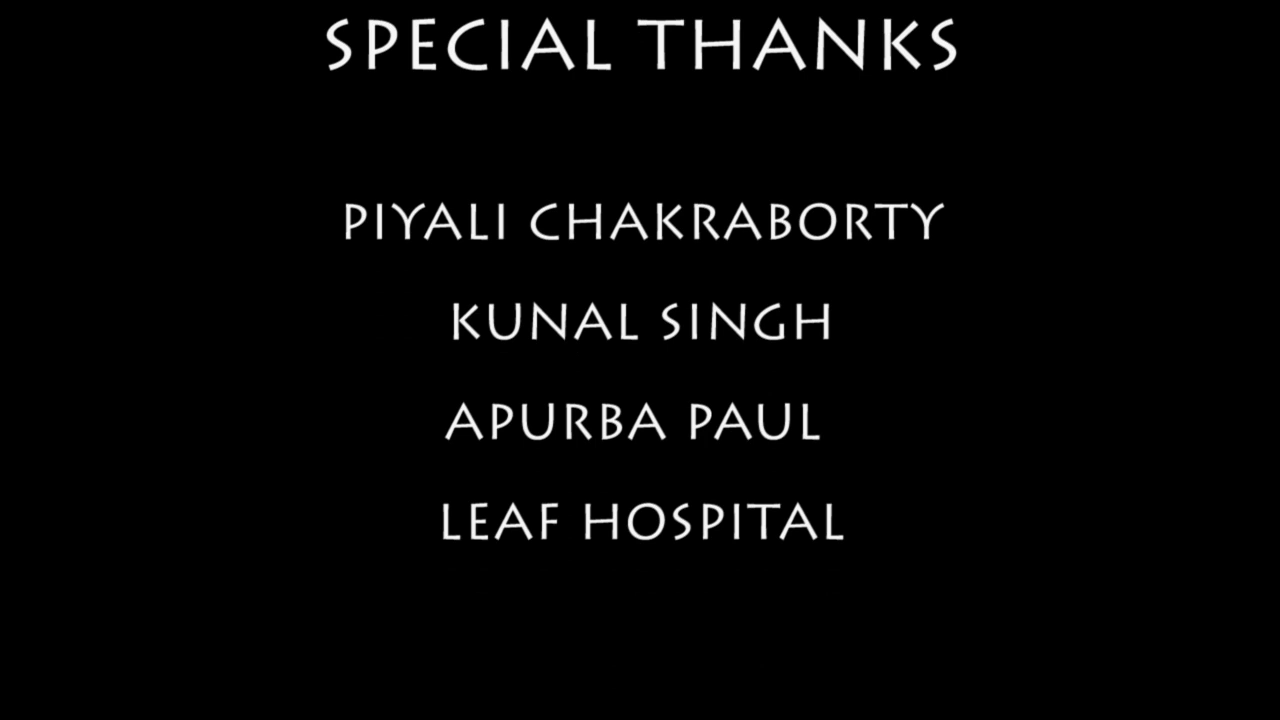 SPECIAL THANKS
PIYALI CHAKRABORTY
KUNAL SINGH
APURBA PAUL
LEAF HOSPITAL